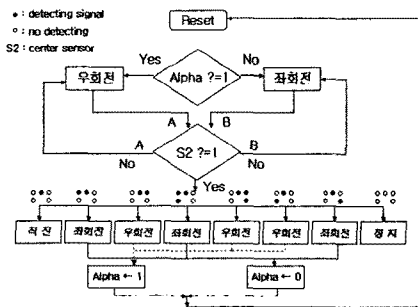 • : detecting signal
○ : no detecting
S2 : center sensor
Reset
Yes
No
우회전
Alpha ?=1
좌회전
A
B
A
B
No
S2 ?=1
No
Yes
직 진
좌회전
우회전
좌회전
우회전
우회전
좌회전
정 지
Alpha ← 1
Alpha ← 0